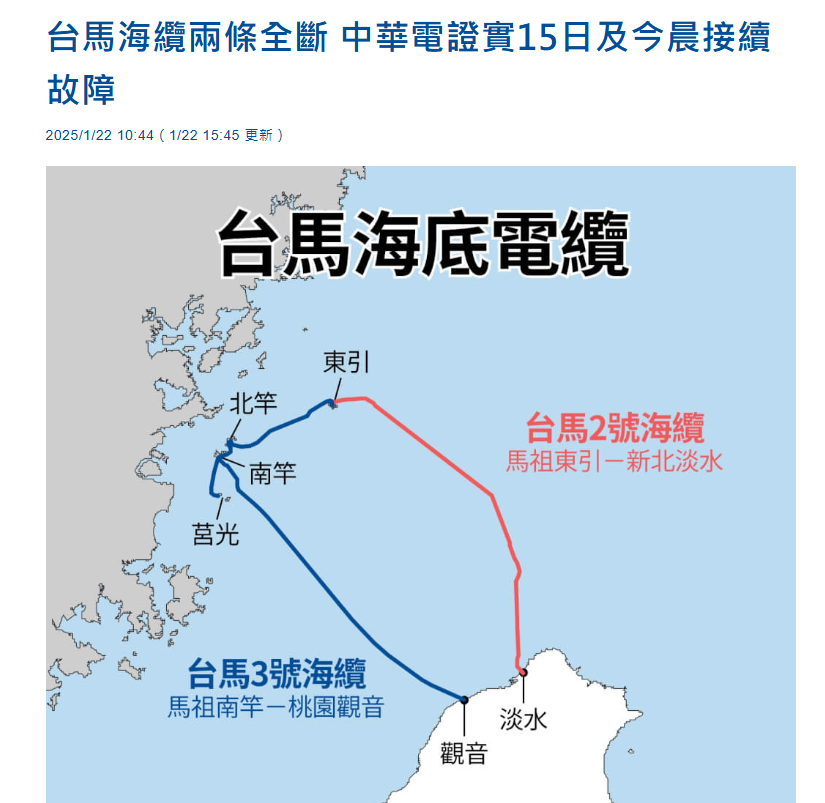 台馬海纜兩條全斷 中華電證實15日及今晨接續
故障
2025/1/22 10:44（1/22 15:45 更新）
台馬海底電纜
東引
北竿
台馬2號海纜
馬祖東引－新北淡水
南竿
莒光
台馬3號海纜
馬祖南竿－桃園觀音
淡水
觀音